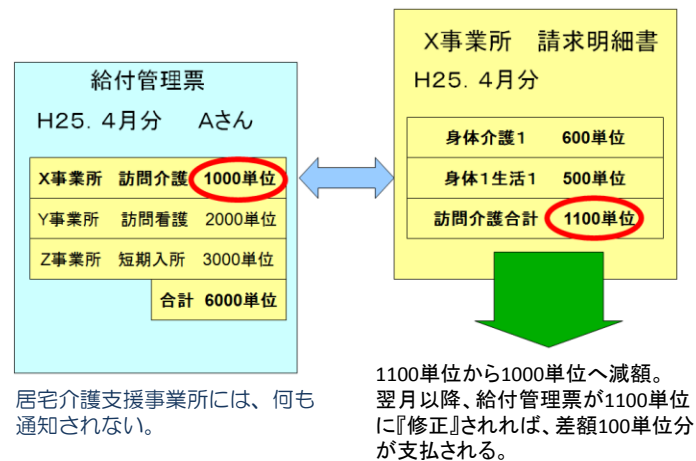 給付管理票
H25. 4月分 Aさん
X事業所 訪問介護 1000単位
Y事業所 訪問看護 2000単位
Z事業所 短期入所 3000単位
合計 6000単位
居宅介護支援事業所には、何も
通知されない。
X事業所 請求明細書
H25. 4月分
身体介護1 600単位
身体1生活1 500単位
訪問介護合計 1100単位
1100単位から1000単位へ減額。
翌月以降、給付管理票が1100単位
に『修正』されれば、差額100単位分
が支払される。